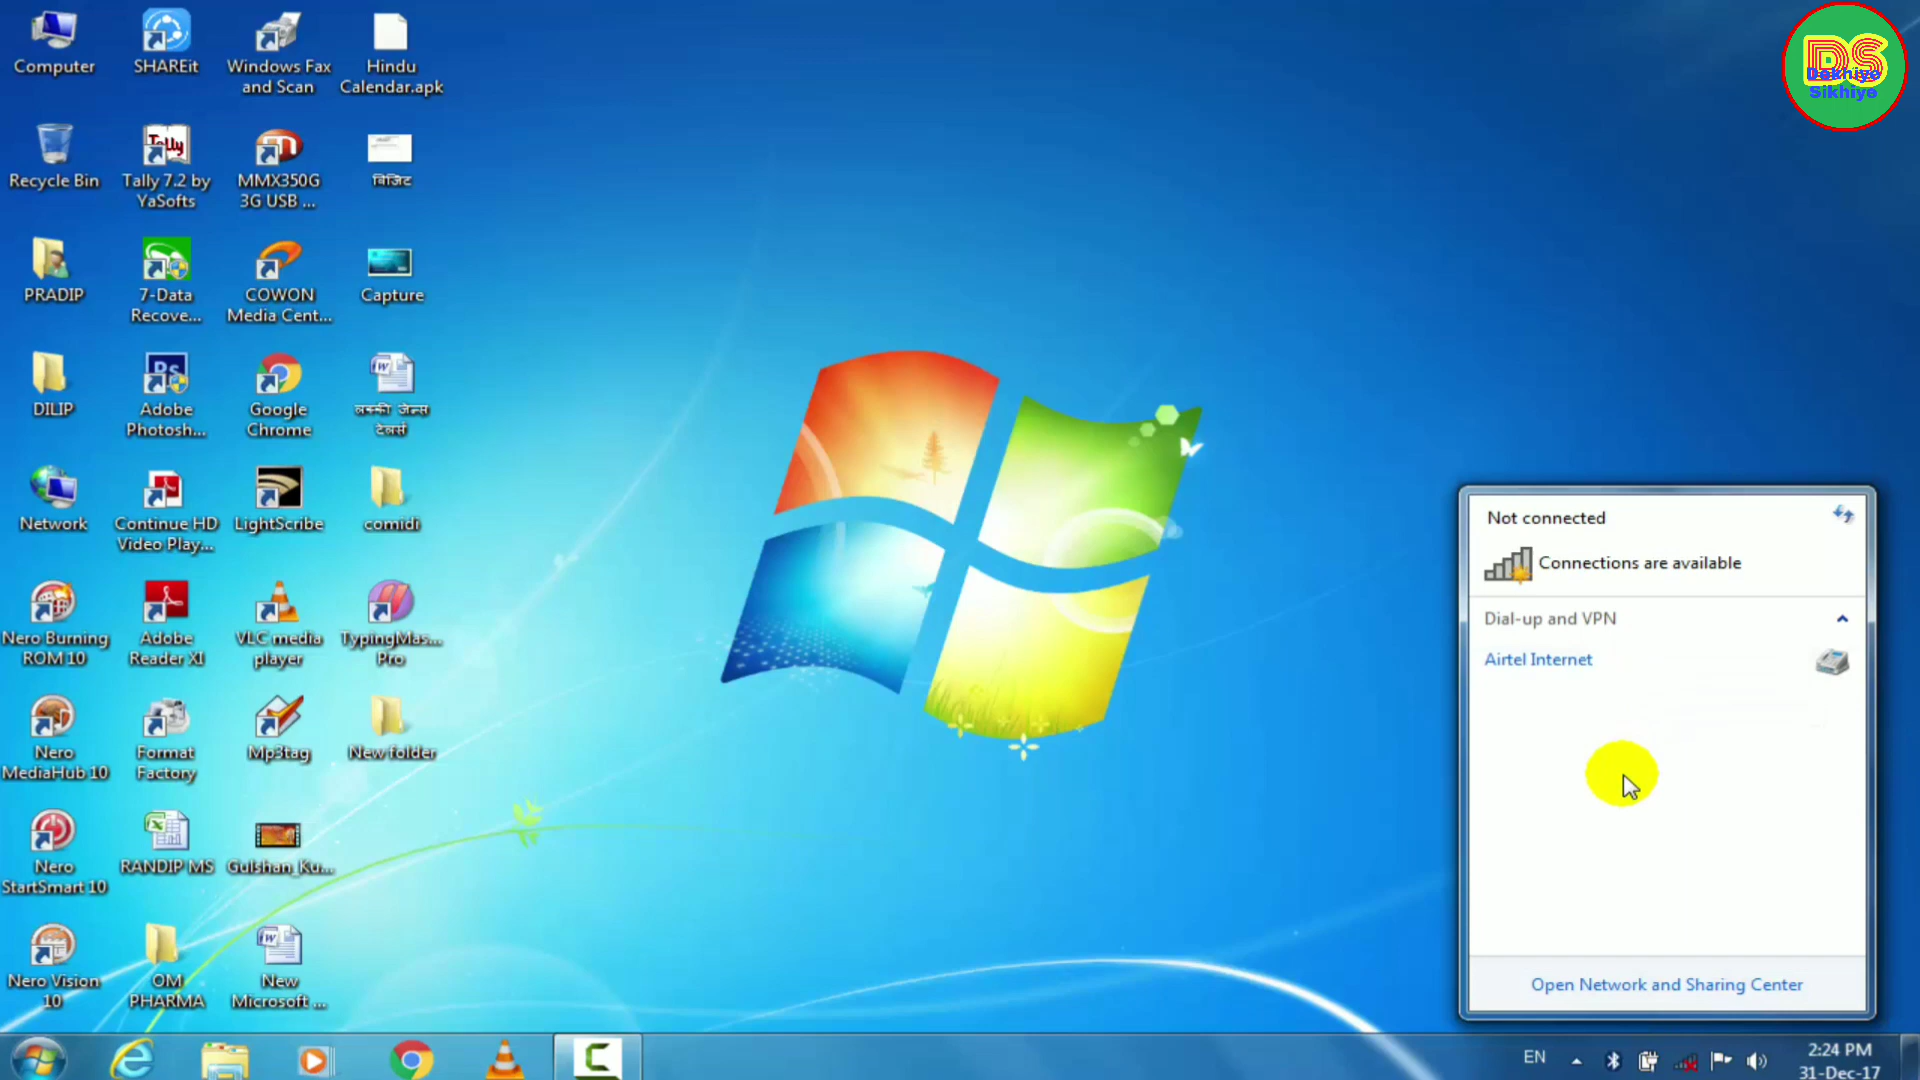 Computer
SHAREit
Windows Fax
and Scan
Hindu
Calendar.apk
DS
Dekhiye
Sikhiye
Recycle Bin
Tally
Tally 7.2 by
YaSofts
MMX350G
3G USB ...
विजिट
PRADIP
7-Data
Recove...
COWON
Media Cent...
Capture
DILIP
Ps
Adobe
Photosh...
Google
Chrome
लक्की जेन्स
टेलर्स
Network
Continue HD
Video Play...
LightScribe
comidi
Nero Burning
ROM 10
Adobe
Reader XI
VLC media
player
TypingMas...
Pro
Nero
MediaHub 10
Format
Factory
Mp3tag
New folder
Nero
StartSmart 10
RANDIP MS
Gulshan_Ku...
Nero Vision
10
OM
PHARMA
New
Microsoft ...
Not connected
Connections are available
Dial-up and VPN
Airtel Internet
Open Network and Sharing Center
EN
2:24 PM
31-Dec-17